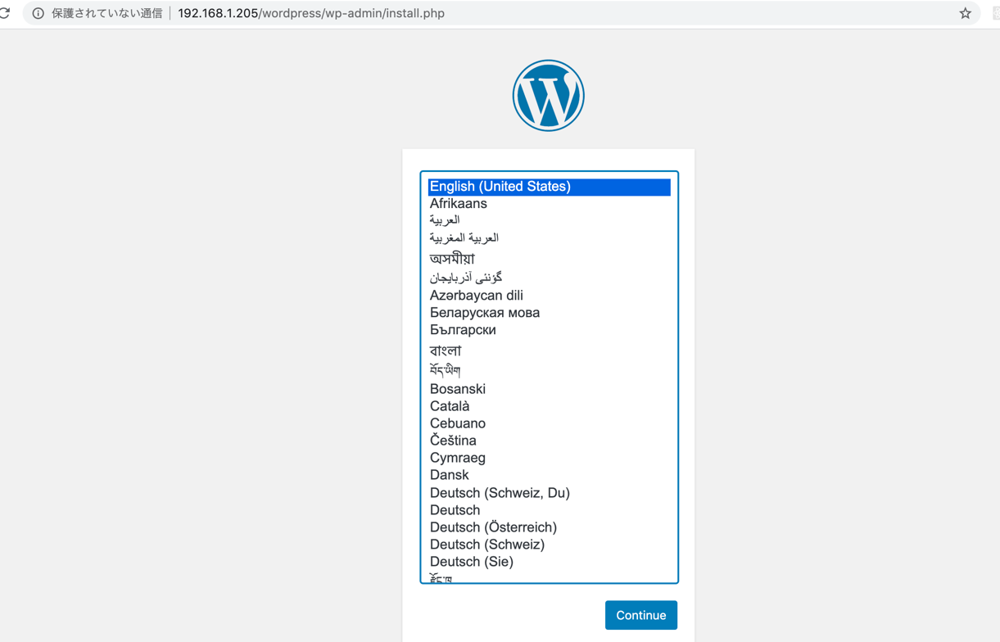 保護されていない通信 192.168.1.205/wordpress/wp-admin/install.php
English (United States)
Afrikaans
العربية
العربية المغربية
অসমীয়া
گؤنئی آذربایجان
Azərbaycan dili
Беларуская мова
Български
বাংলা
བོད་ཡིག
Bosanski
Català
Cebuano
Čeština
Cymraeg
Dansk
Deutsch (Schweiz, Du)
Deutsch
Deutsch (Österreich)
Deutsch (Schweiz)
Deutsch (Sie)
Continue